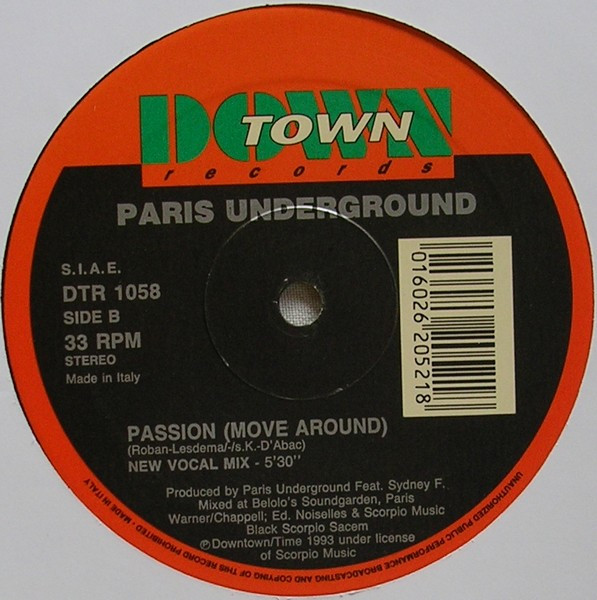 DOWN
TOWN
records
PARIS UNDERGROUND
S.I.A.E.
DTR 1058
SIDE B
33 RPM
STEREO
Made in Italy
016026 205218
PASSION (MOVE AROUND)
(Roban-Lesdema/-/s.K.-D'Abac)
NEW VOCAL MIX - 5'30''
Produced by Paris Underground Feat. Sydney F.
Mixed at Belolo's Soundgarden, Paris
Warner/Chappell; Ed. Noiselles & Scorpio Music
Black Scorpio Sacem
℗Downtown/Time 1993 under license
of Scorpio Music
UNAUTHORIZED PUBLIC PERFORMANCE BROADCASTING AND COPYING OF THIS RECORD PROHIBITED - MADE IN ITALY